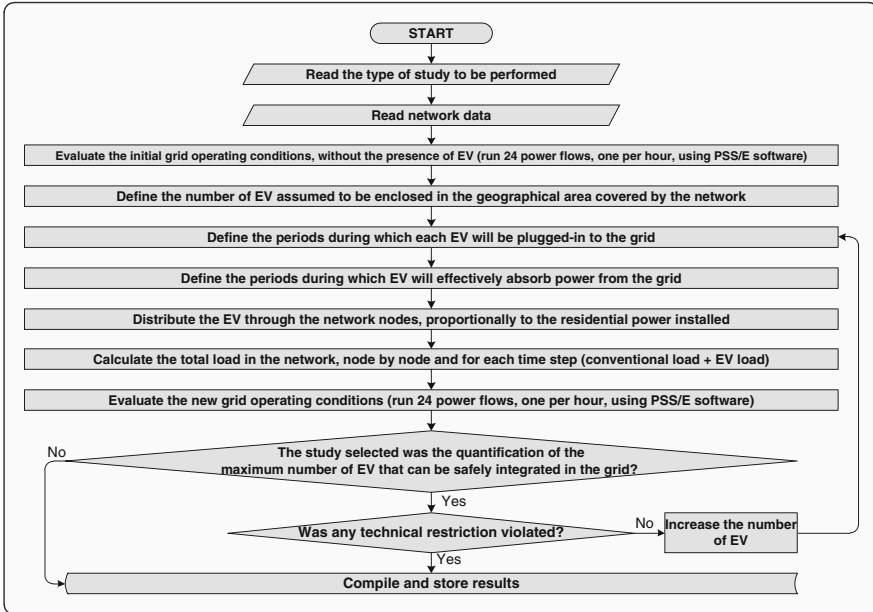 START
Read the type of study to be performed
Read network data
Evaluate the initial grid operating conditions, without the presence of EV (run 24 power flows, one per hour, using PSS/E software)
Define the number of EV assumed to be enclosed in the geographical area covered by the network
Define the periods during which each EV will be plugged-in to the grid
Define the periods during which EV will effectively absorb power from the grid
Distribute the EV through the network nodes, proportionally to the residential power installed
Calculate the total load in the network, node by node and for each time step (conventional load + EV load)
Evaluate the new grid operating conditions (run 24 power flows, one per hour, using PSS/E software)
No
The study selected was the quantification of the
maximum number of EV that can be safely integrated in the grid?
Yes
Was any technical restriction violated?
No
Increase the number
of EV
Yes
Compile and store results